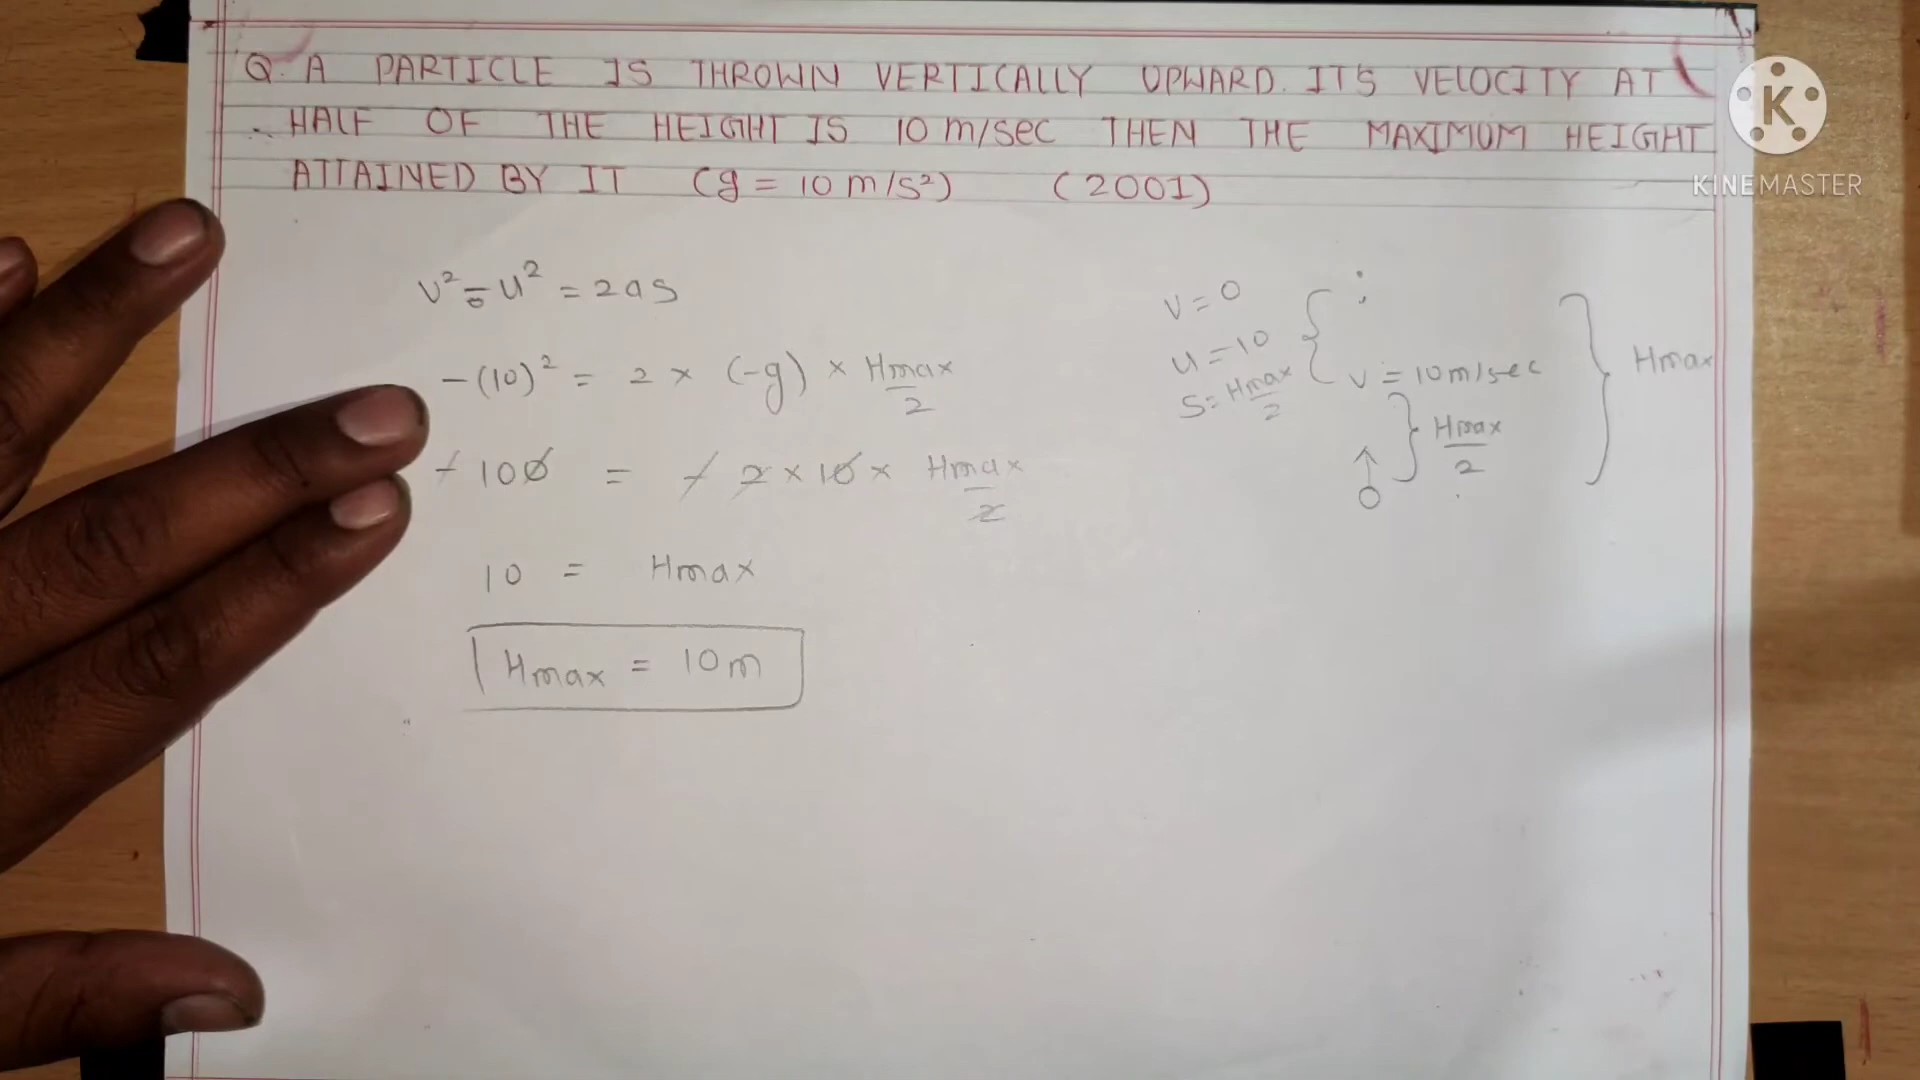 Q. A PARTICLE IS THROWN VERTICALLY UPWARD. ITS VELOCITY AT
HALF OF THE HEIGHT IS 10 m/sec THEN THE MAXIMUM HEIGHT
ATTAINED BY IT (g = 10 m/s²) (2001)
K
KINEMASTER
v² - u² = 2as
-(10)² = 2 × (-g) × Hmax/2
- 100 = - 2 × 10 × Hmax/2
10 = Hmax
Hmax = 10m
v = 0
u = 10
s = Hmax/2
v = 10m/sec
Hmax/2
Hmax